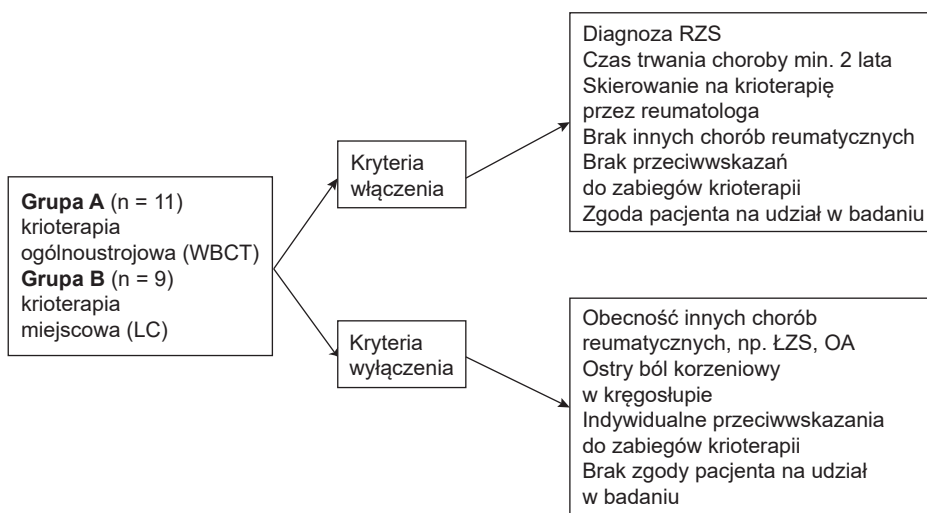 Grupa A (n = 11)
krioterapia
ogólnoustrojowa (WBCT)
Grupa B (n = 9)
krioterapia
miejscowa (LC)
Kryteria
włączenia
Diagnoza RZS
Czas trwania choroby min. 2 lata
Skierowanie na krioterapię
przez reumatologa
Brak innych chorób reumatycznych
Brak przeciwwskazań
do zabiegów krioterapii
Zgoda pacjenta na udział w badaniu
Kryteria
wyłączenia
Obecność innych chorób
reumatycznych, np. ŁZS, OA
Ostry ból korzeniowy
w kręgosłupie
Indywidualne przeciwwskazania
do zabiegów krioterapii
Brak zgody pacjenta na udział
w badaniu